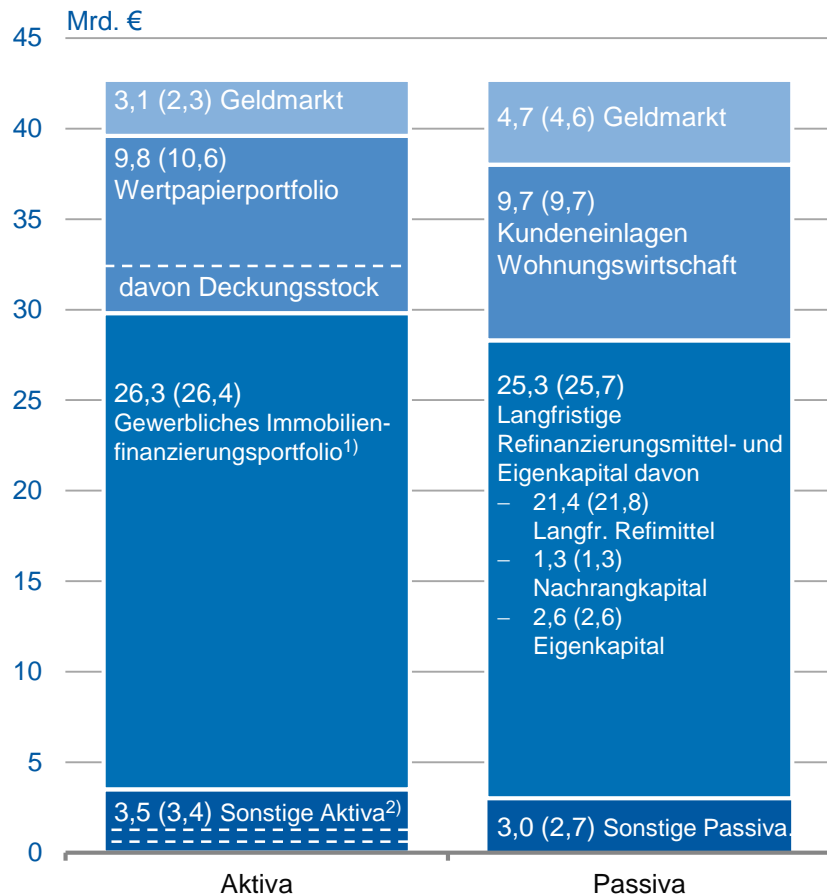 Mrd. €
45
40
35
30
25
20
15
10
5
0
3,1 (2,3) Geldmarkt
9,8 (10,6)
Wertpapierportfolio
davon Deckungsstock
26,3 (26,4)
Gewerbliches Immobilien-
finanzierungsportfolio1)
3,5 (3,4) Sonstige Aktiva2)
Aktiva
4,7 (4,6) Geldmarkt
9,7 (9,7)
Kundeneinlagen
Wohnungswirtschaft
25,3 (25,7)
Langfristige
Refinanzierungsmittel- und
Eigenkapital davon
– 21,4 (21,8)
Langfr. Refimittel
– 1,3 (1,3)
Nachrangkapital
– 2,6 (2,6)
Eigenkapital
3,0 (2,7) Sonstige Passiva.
Passiva